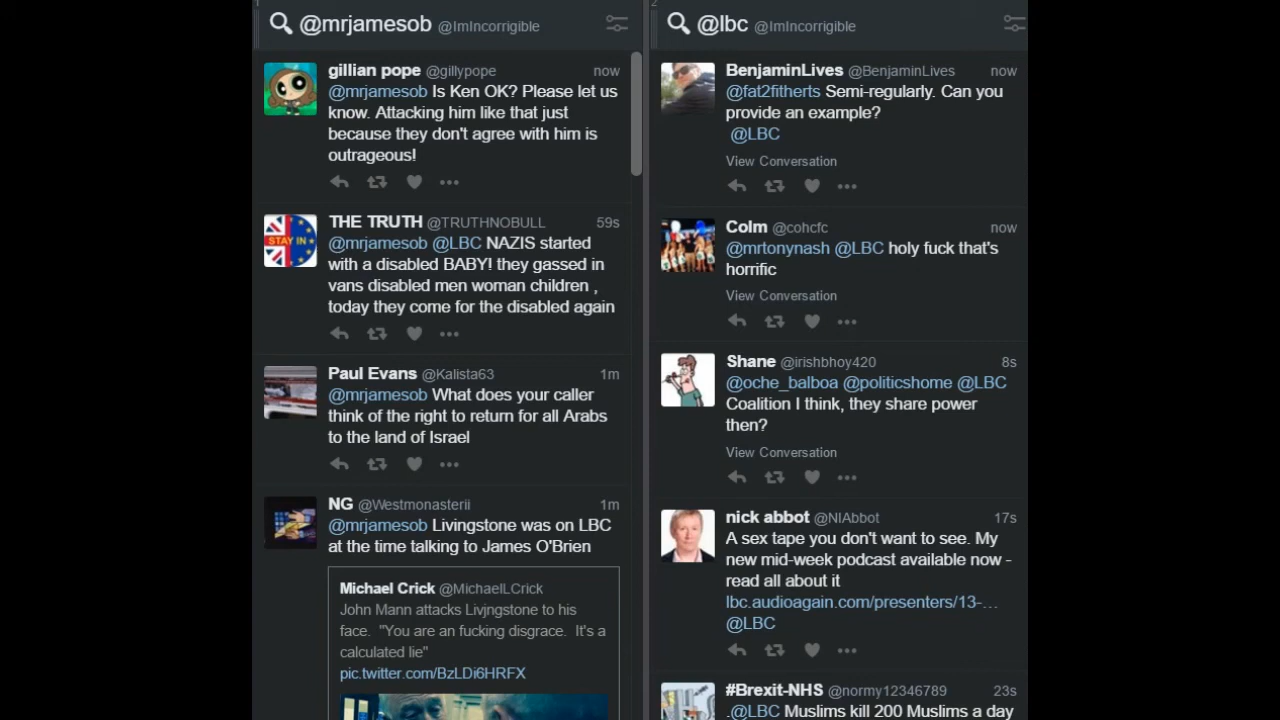 1
@mrjamesob @ImIncorrigible
gillian pope @gillypope now
@mrjamesob Is Ken OK? Please let us
know. Attacking him like that just
because they don't agree with him is
outrageous!
THE TRUTH @TRUTHNOBULL 59s
STAY IN
@mrjamesob @LBC NAZIS started
with a disabled BABY! they gassed in
vans disabled men woman children ,
today they come for the disabled again
Paul Evans @Kalista63 1m
@mrjamesob What does your caller
think of the right to return for all Arabs
to the land of Israel
NG @Westmonasterii 1m
@mrjamesob Livingstone was on LBC
at the time talking to James O'Brien
Michael Crick @MichaelLCrick
John Mann attacks Livjngstone to his
face. "You are an fucking disgrace. It's a
calculated lie"
pic.twitter.com/BzLDi6HRFX
2
@lbc @ImIncorrigible
BenjaminLives @BenjaminLives now
@fat2fitherts Semi-regularly. Can you
provide an example?
@LBC
View Conversation
Colm @cohcfc now
@mrtonynash @LBC holy fuck that's
horrific
View Conversation
Shane @irishbhoy420 8s
@oche_balboa @politicshome @LBC
Coalition I think, they share power
then?
View Conversation
nick abbot @NIAbbot 17s
A sex tape you don't want to see. My
new mid-week podcast available now -
read all about it
lbc.audioagain.com/presenters/13-…
@LBC
#Brexit-NHS @normy12346789 23s
.@LBC Muslims kill 200 Muslims a day